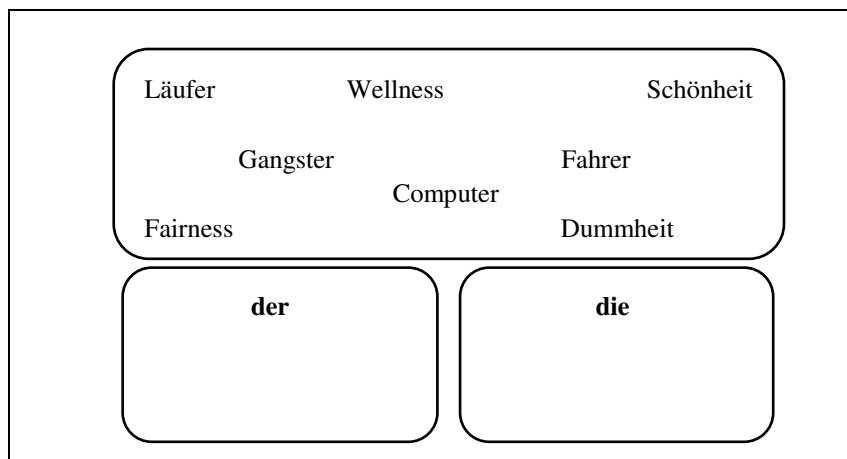 Läufer Wellness Schönheit
Gangster Fahrer
Computer
Fairness Dummheit
der die